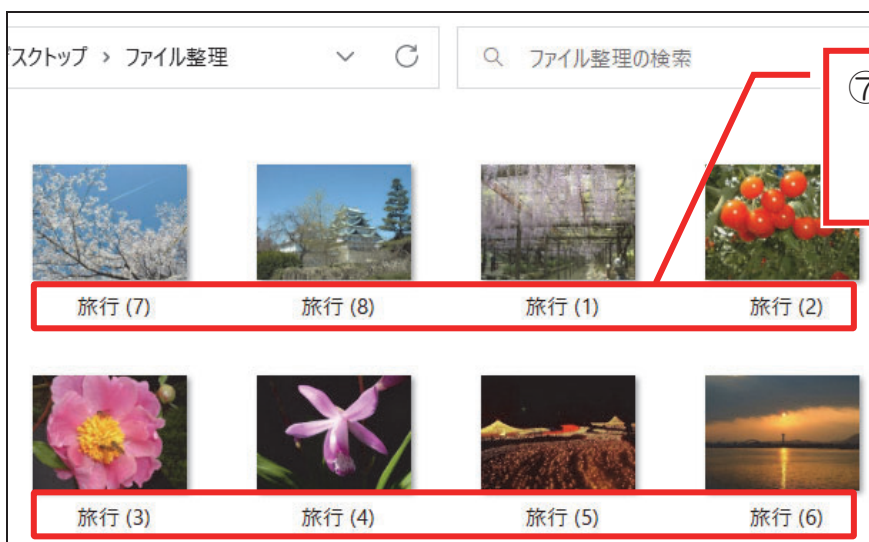 デスクトップ > ファイル整理
ファイル整理の検索
⑦
旅行 (7)
旅行 (8)
旅行 (1)
旅行 (2)
旅行 (3)
旅行 (4)
旅行 (5)
旅行 (6)